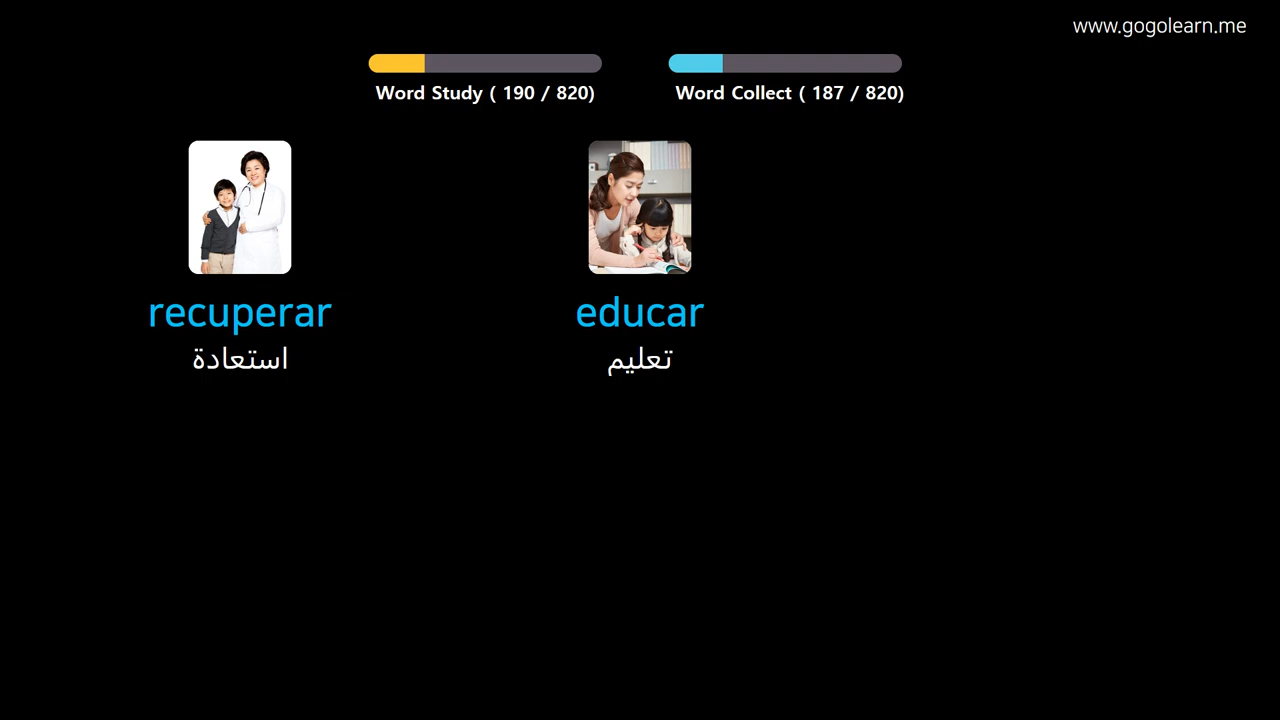 www.gogolearn.me
Word Study ( 190 / 820)
Word Collect ( 187 / 820)
recuperar
استعادة
educar
تعليم